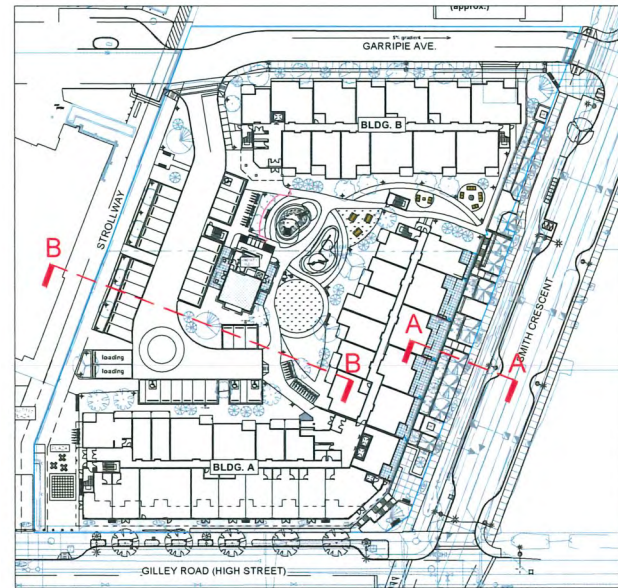 (approx.)
5% gradient
GARRIPIE AVE.
BLDG. B
STROLLWAY
B
A
SMITH CRESCENT
loading
B
A
loading
BLDG. A
GILLEY ROAD (HIGH STREET)